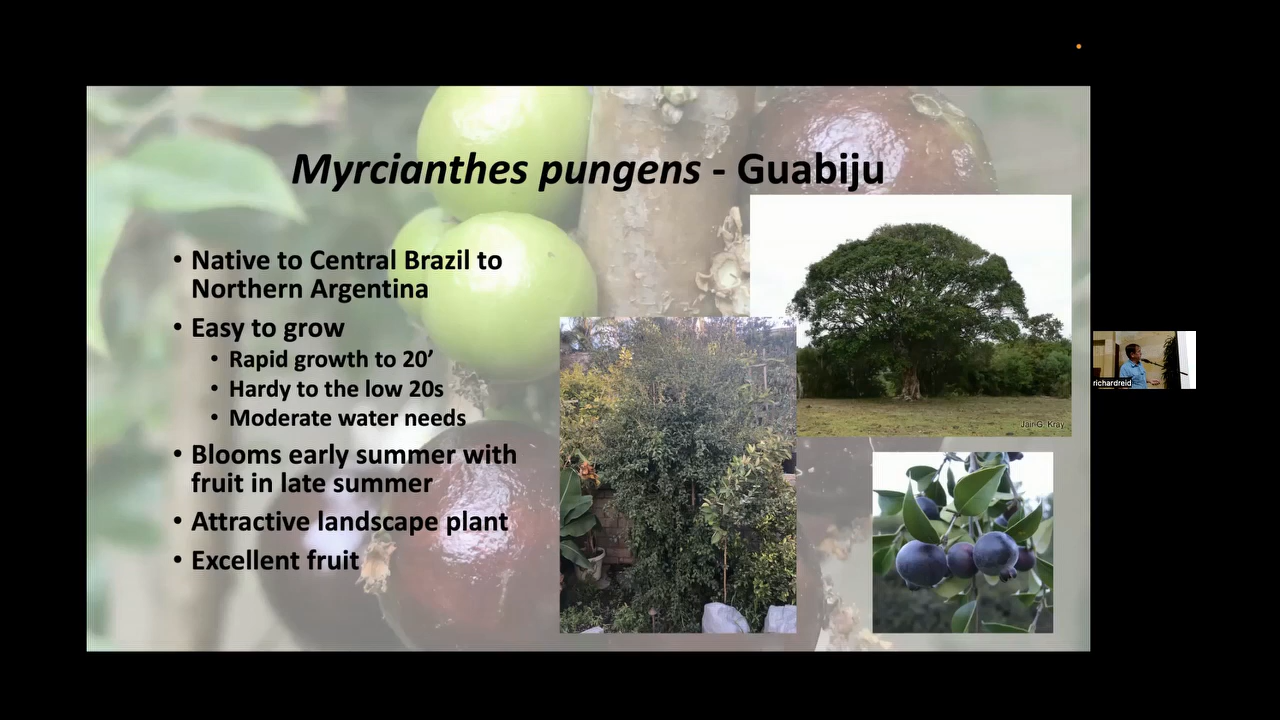 Myrcianthes pungens - Guabiju
• Native to Central Brazil to
Northern Argentina
• Easy to grow
• Rapid growth to 20’
• Hardy to the low 20s
• Moderate water needs
• Blooms early summer with
fruit in late summer
• Attractive landscape plant
• Excellent fruit
Jair G. Kray
richardreid